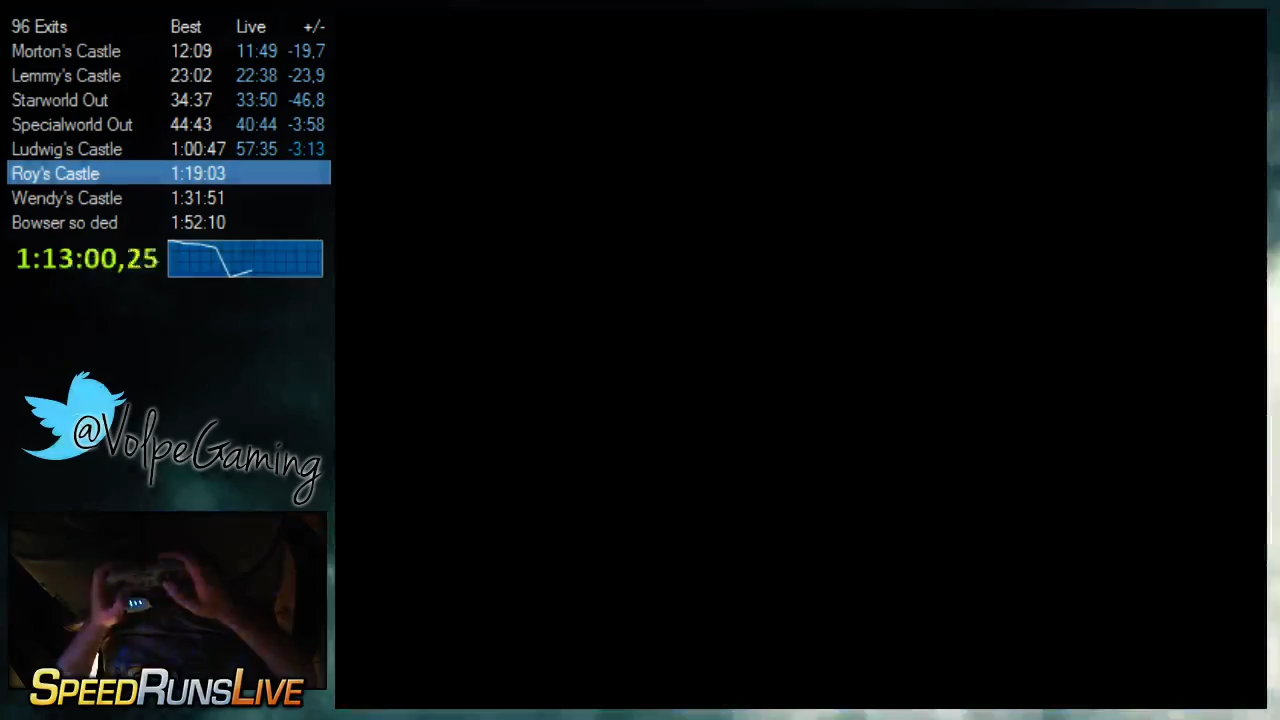 96 Exits Best Live +/-
Morton's Castle 12:09 11:49 -19,7
Lemmy's Castle 23:02 22:38 -23,9
Starworld Out 34:37 33:50 -46,8
Specialworld Out 44:43 40:44 -3:58
Ludwig's Castle 1:00:47 57:35 -3:13
Roy's Castle 1:19:03
Wendy's Castle 1:31:51
Bowser so ded 1:52:10
1:13:00,25
@VolpeGaming
SPEEDRUNSLIVE